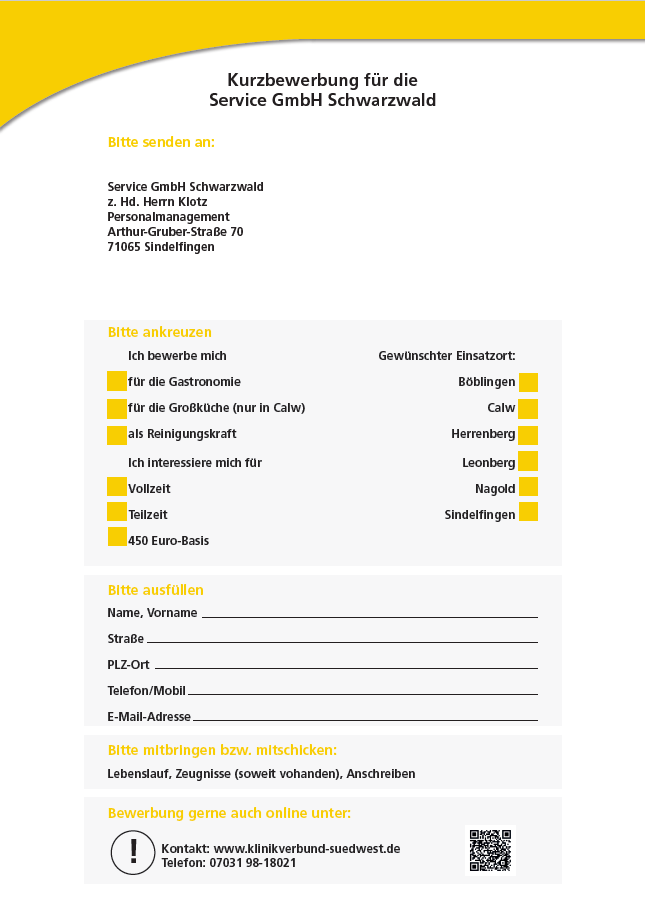 Kurzbewerbung für die
Service GmbH Schwarzwald
Bitte senden an:
Service GmbH Schwarzwald
z. Hd. Herrn Klotz
Personalmanagement
Arthur-Gruber-Straße 70
71065 Sindelfingen
Bitte ankreuzen
Ich bewerbe mich
Gewünschter Einsatzort:
für die Gastronomie
Böblingen
für die Großküche (nur in Calw)
Calw
als Reinigungskraft
Herrenberg
Ich interessiere mich für
Leonberg
Vollzeit
Nagold
Teilzeit
Sindelfingen
450 Euro-Basis
Bitte ausfüllen
Name, Vorname
Straße
PLZ-Ort
Telefon/Mobil
E-Mail-Adresse
Bitte mitbringen bzw. mitschicken:
Lebenslauf, Zeugnisse (soweit vohanden), Anschreiben
Bewerbung gerne auch online unter:
!
Kontakt: www.klinikverbund-suedwest.de
Telefon: 07031 98-18021